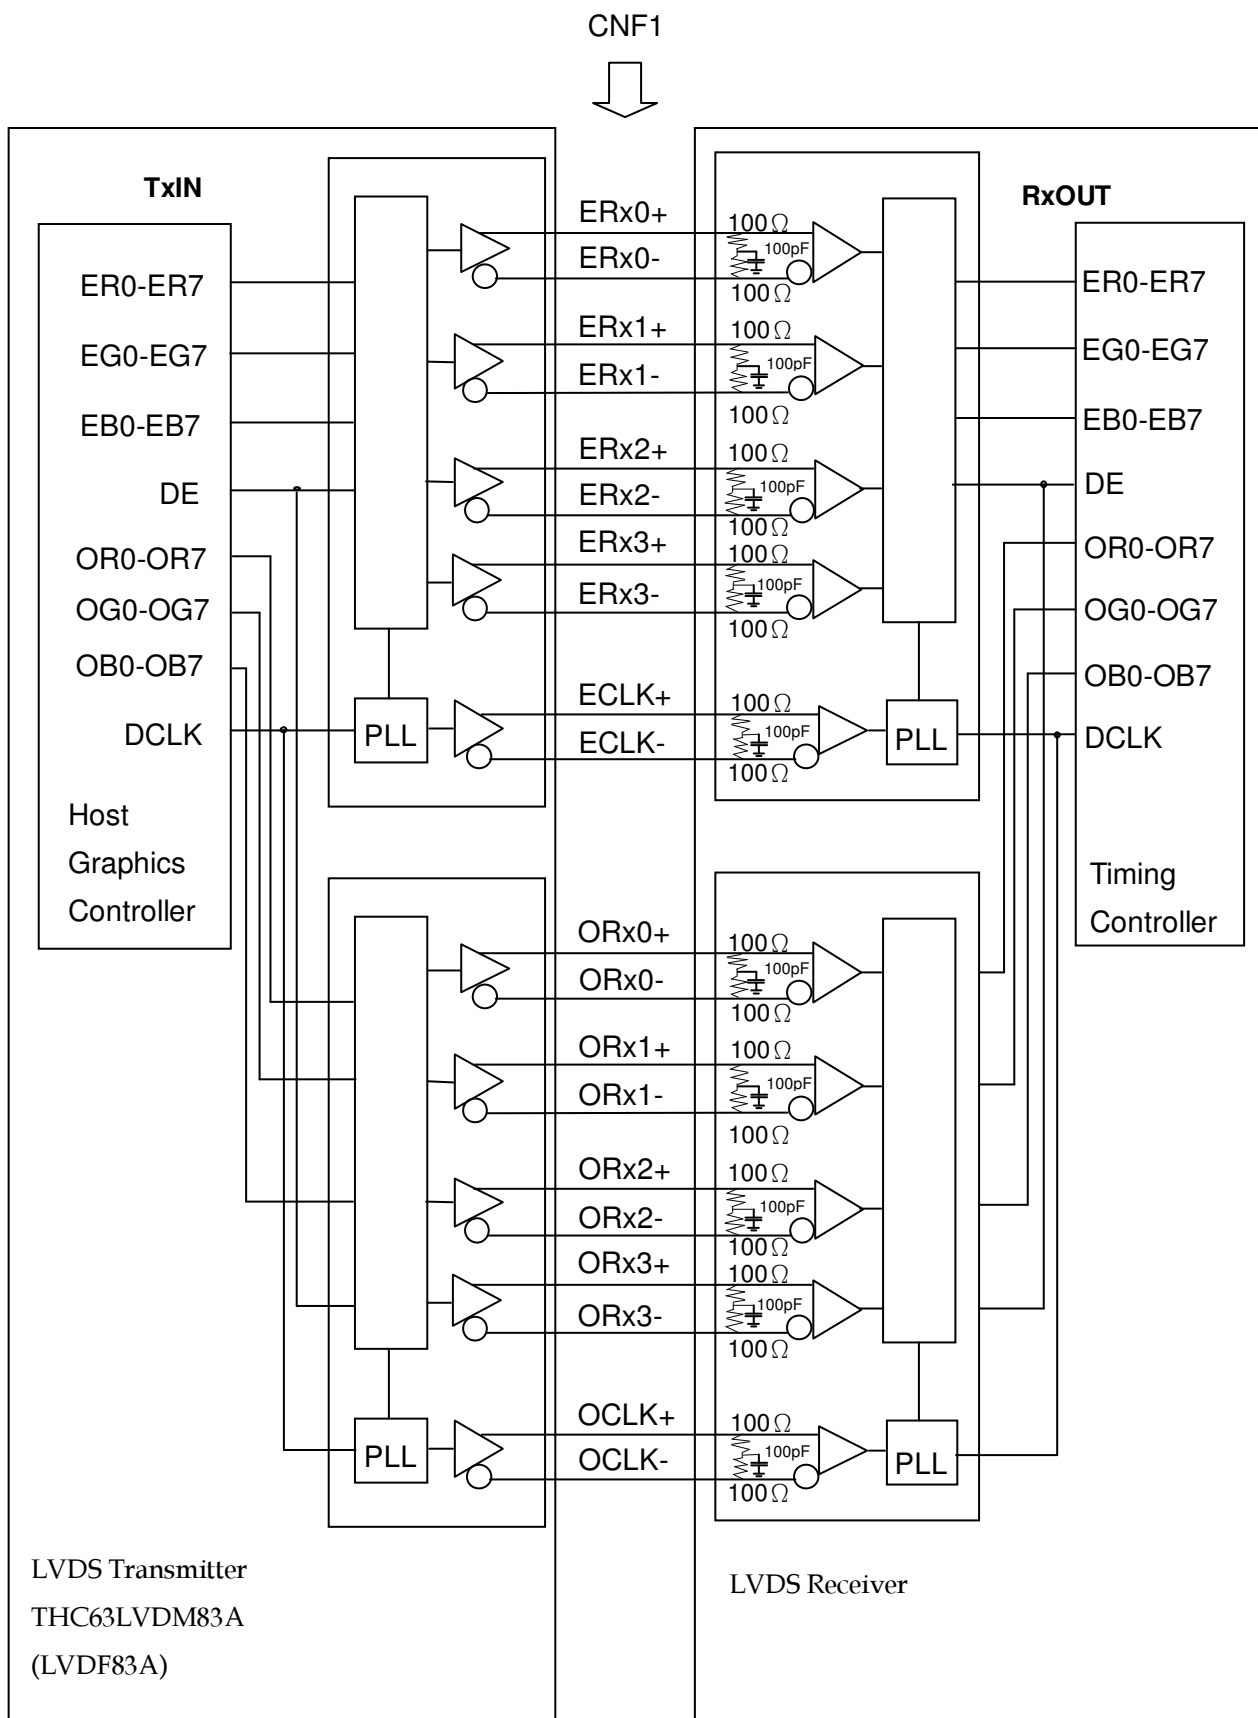 CNF1
TxIN
RxOUT
ER0-ER7
EG0-EG7
EB0-EB7
DE
OR0-OR7
OG0-OG7
OB0-OB7
DCLK
Host
Graphics
Controller
PLL
ERx0+
ERx0-
ERx1+
ERx1-
ERx2+
ERx2-
ERx3+
ERx3-
ECLK+
ECLK-
100Ω
100pF
100Ω
100Ω
100pF
100Ω
100Ω
100pF
100Ω
100Ω
100pF
100Ω
100Ω
100pF
100Ω
PLL
ER0-ER7
EG0-EG7
EB0-EB7
DE
OR0-OR7
OG0-OG7
OB0-OB7
DCLK
Timing
Controller
PLL
ORx0+
ORx0-
ORx1+
ORx1-
ORx2+
ORx2-
ORx3+
ORx3-
OCLK+
OCLK-
100Ω
100pF
100Ω
100Ω
100pF
100Ω
100Ω
100pF
100Ω
100Ω
100pF
100Ω
100Ω
100pF
100Ω
PLL
LVDS Transmitter
THC63LVDM83A
(LVDF83A)
LVDS Receiver